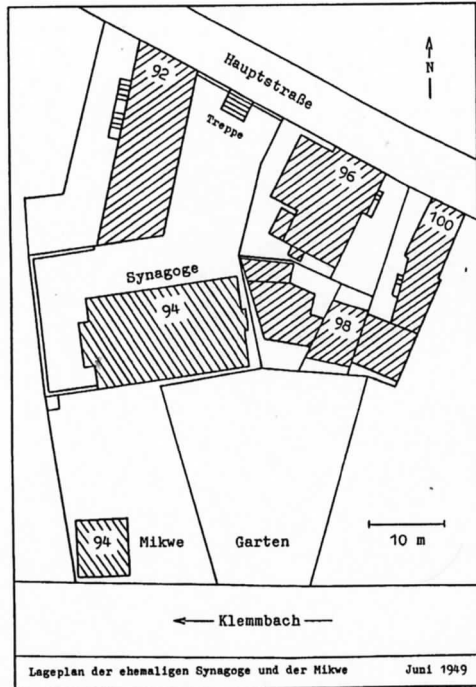 Hauptstraße
N
92
Treppe
96
100
Synagoge
94
98
94 Mikwe
Garten
10 m
Klemmbach
Lageplan der ehemaligen Synagoge und der Mikwe Juni 1949